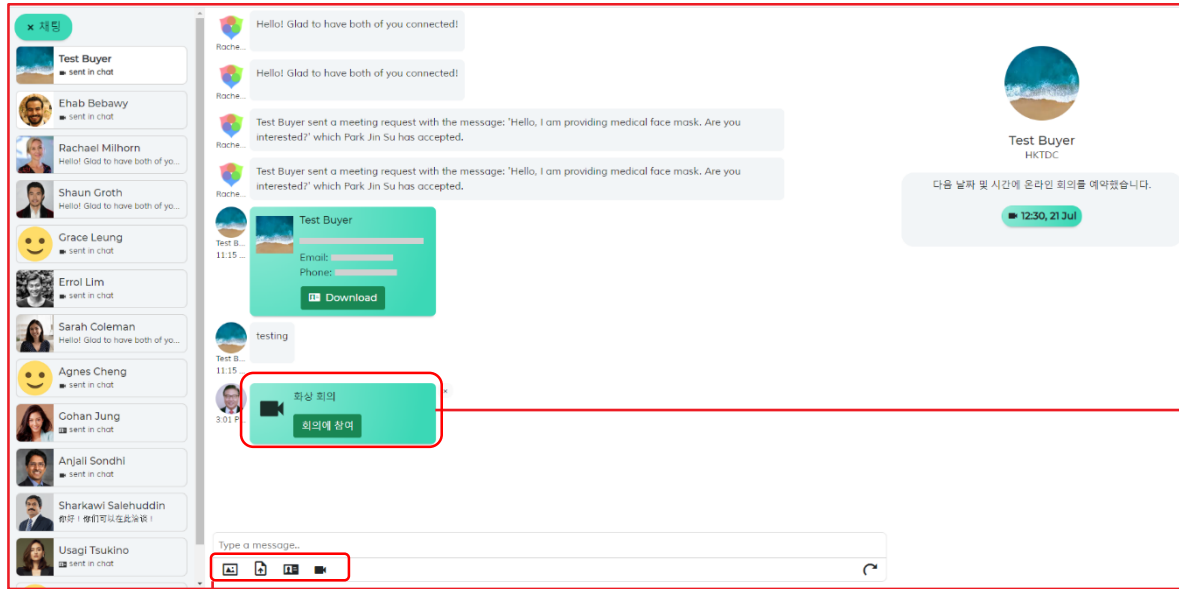 × 채팅
Test Buyer
sent in chat
Ehab Bebawy
sent in chat
Rachael Milhorn
Hello! Glad to have both of yo...
Shaun Groth
Hello! Glad to have both of yo...
Grace Leung
sent in chat
Errol Lim
sent in chat
Sarah Coleman
Hello! Glad to have both of yo...
Agnes Cheng
sent in chat
Gohan Jung
sent in chat
Anjali Sondhi
sent in chat
Sharkawi Salehuddin
你好！你们可以在此洽谈！
Usagi Tsukino
sent in chat
Hello! Glad to have both of you connected!
Rache...
Hello! Glad to have both of you connected!
Rache...
Test Buyer sent a meeting request with the message: 'Hello, I am providing medical face mask. Are you
interested?' which Park Jin Su has accepted.
Rache...
Test Buyer sent a meeting request with the message: 'Hello, I am providing medical face mask. Are you
interested?' which Park Jin Su has accepted.
Rache...
Test Buyer
Test B...
11:15 ...
Email:
Phone:
Download
testing
Test B...
11:15 ...
화상 회의
3:01 P...
회의에 참여
Type a message..
Test Buyer
HKTDC
다음 날짜 및 시간에 온라인 회의를 예약했습니다.
12:30, 21 Jul